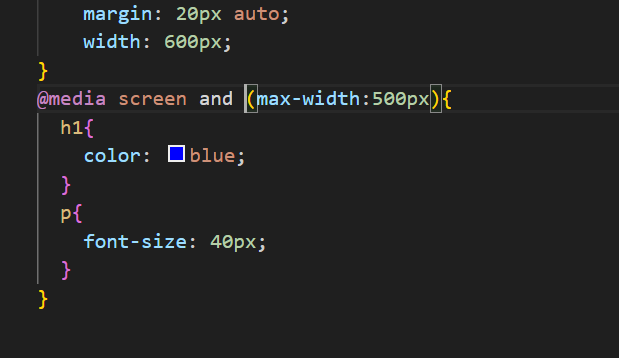 margin: 20px auto;
width: 600px;
}
@media screen and (max-width:500px){
h1{
color: blue;
}
p{
font-size: 40px;
}
}